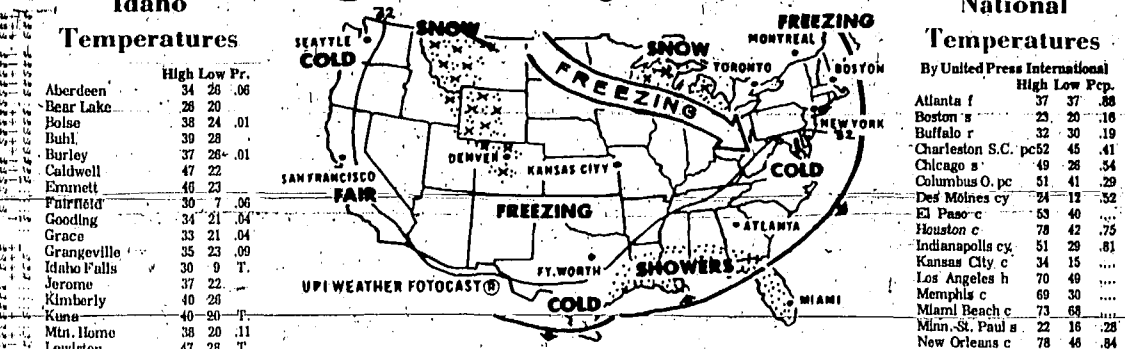 Idaho
Temperatures
High Low Pr.
Aberdeen 34 26 .06
Bear Lake 26 20
Boise 38 24 .01
Buhl 39 28
Burley 37 26 .01
Caldwell 47 22
Emmett 46 23
Fairfield 30 7 .06
Gooding 34 21 .04
Grace 33 21 .04
Grangeville 35 23 .09
Idaho Falls 30 9 T.
Jerome 37 22
Kimberly 40 26
Kuna 40 20 T.
Mtn. Home 38 20 .11
Lewiston 47 28 T
32
SNOW
SEATTLE
COLD
SNOW
FREEZING
MONTREAL
TORONTO
BOSTON
FREEZING
NEW YORK
32
DENVER
KANSAS CITY
COLD
SAN FRANCISCO
FAIR
FREEZING
ATLANTA
FT. WORTH
SHOWERS
UPI WEATHER FOTOCAST ®
COLD
MIAMI
National
Temperatures
By United Press International
High Low Pcp.
Atlanta f 37 37 .88
Boston s 23 20 .16
Buffalo r 32 30 .19
Charleston S.C. pc 52 45 .41
Chicago s 49 26 .54
Columbus O. pc 51 41 .29
Des Moines cy 24 12 .52
El Paso c 53 40 ....
Houston c 78 42 .75
Indianapolis cy 51 29 .81
Kansas City c 34 15 ....
Los Angeles h 70 49 ....
Memphis c 69 30 ....
Miami Beach c 73 68 ....
Minn.-St. Paul s 22 16 .28
New Orleans c 78 46 .84